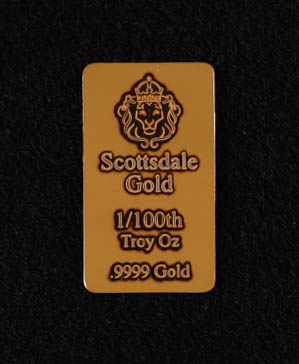 Scottsdale
Gold
1/100th
Troy Oz
.9999 Gold